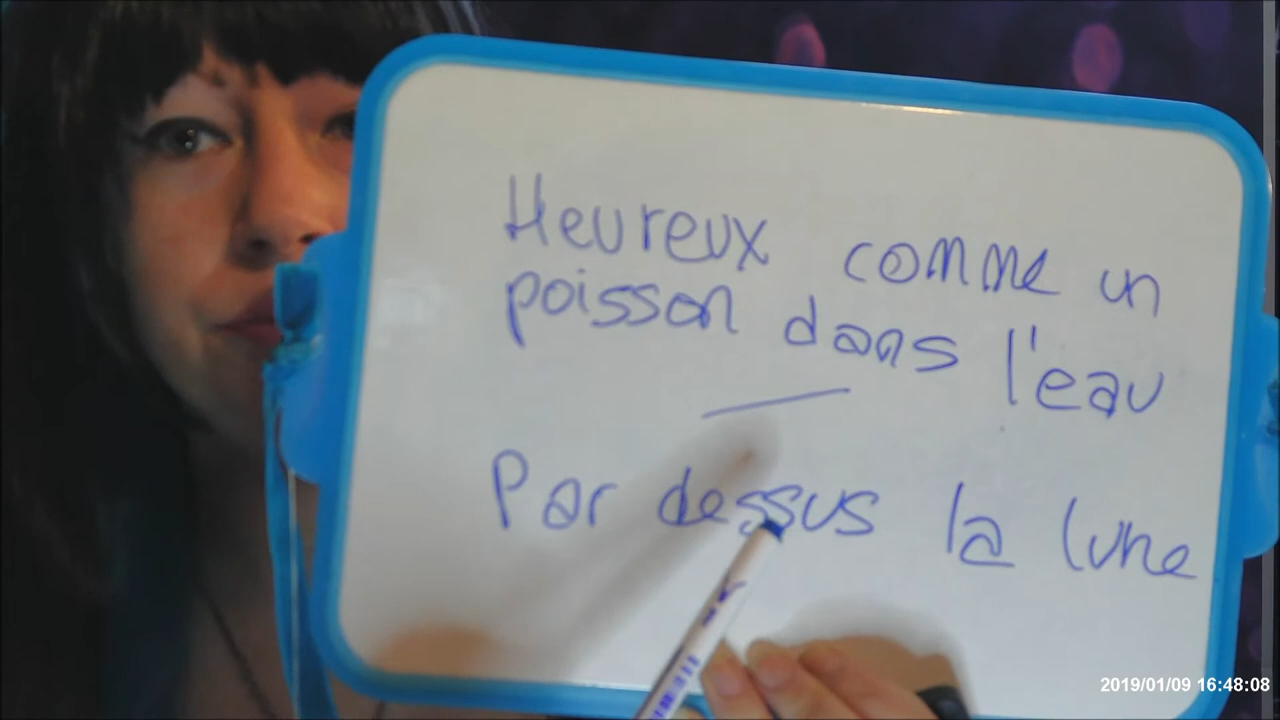 Heureux comme un
poisson dans l'eau
Par dessus la lune
2019/01/09 16:48:08